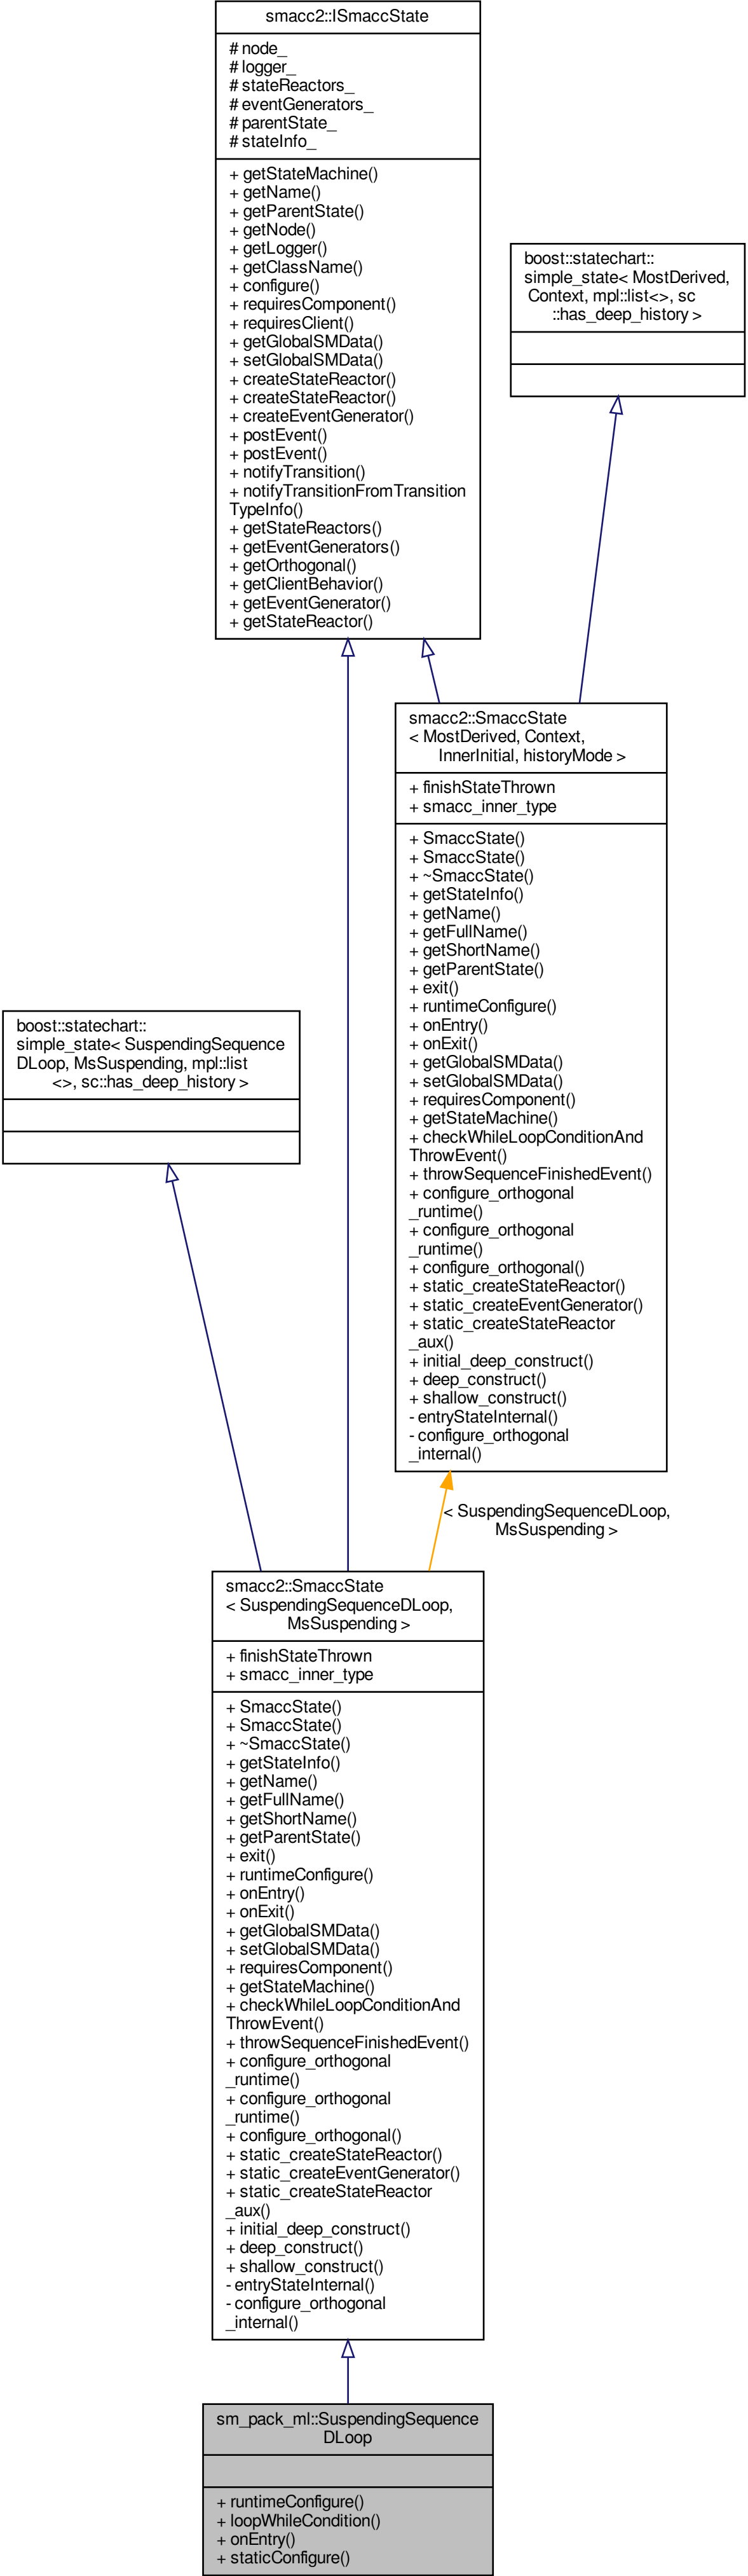 smacc2::ISmaccState
# node_
# logger_
# stateReactors_
# eventGenerators_
# parentState_
# stateInfo_
+ getStateMachine()
+ getName()
+ getParentState()
+ getNode()
+ getLogger()
+ getClassName()
+ configure()
+ requiresComponent()
+ requiresClient()
+ getGlobalSMData()
+ setGlobalSMData()
+ createStateReactor()
+ createStateReactor()
+ createEventGenerator()
+ postEvent()
+ postEvent()
+ notifyTransition()
+ notifyTransitionFromTransition
TypeInfo()
+ getStateReactors()
+ getEventGenerators()
+ getOrthogonal()
+ getClientBehavior()
+ getEventGenerator()
+ getStateReactor()
boost::statechart::
simple_state< MostDerived,
Context, mpl::list<>, sc
::has_deep_history >
smacc2::SmaccState
< MostDerived, Context,
InnerInitial, historyMode >
+ finishStateThrown
+ smacc_inner_type
+ SmaccState()
+ SmaccState()
+ ~SmaccState()
+ getStateInfo()
+ getName()
+ getFullName()
+ getShortName()
+ getParentState()
+ exit()
+ runtimeConfigure()
+ onEntry()
+ onExit()
+ getGlobalSMData()
+ setGlobalSMData()
+ requiresComponent()
+ getStateMachine()
+ checkWhileLoopConditionAnd
ThrowEvent()
+ throwSequenceFinishedEvent()
+ configure_orthogonal
_runtime()
+ configure_orthogonal
_runtime()
+ configure_orthogonal()
+ static_createStateReactor()
+ static_createEventGenerator()
+ static_createStateReactor
_aux()
+ initial_deep_construct()
+ deep_construct()
+ shallow_construct()
- entryStateInternal()
- configure_orthogonal
_internal()
boost::statechart::
simple_state< SuspendingSequence
DLoop, MsSuspending, mpl::list
<>, sc::has_deep_history >
< SuspendingSequenceDLoop,
MsSuspending >
smacc2::SmaccState
< SuspendingSequenceDLoop,
MsSuspending >
+ finishStateThrown
+ smacc_inner_type
+ SmaccState()
+ SmaccState()
+ ~SmaccState()
+ getStateInfo()
+ getName()
+ getFullName()
+ getShortName()
+ getParentState()
+ exit()
+ runtimeConfigure()
+ onEntry()
+ onExit()
+ getGlobalSMData()
+ setGlobalSMData()
+ requiresComponent()
+ getStateMachine()
+ checkWhileLoopConditionAnd
ThrowEvent()
+ throwSequenceFinishedEvent()
+ configure_orthogonal
_runtime()
+ configure_orthogonal
_runtime()
+ configure_orthogonal()
+ static_createStateReactor()
+ static_createEventGenerator()
+ static_createStateReactor
_aux()
+ initial_deep_construct()
+ deep_construct()
+ shallow_construct()
- entryStateInternal()
- configure_orthogonal
_internal()
sm_pack_ml::SuspendingSequence
DLoop
+ runtimeConfigure()
+ loopWhileCondition()
+ onEntry()
+ staticConfigure()